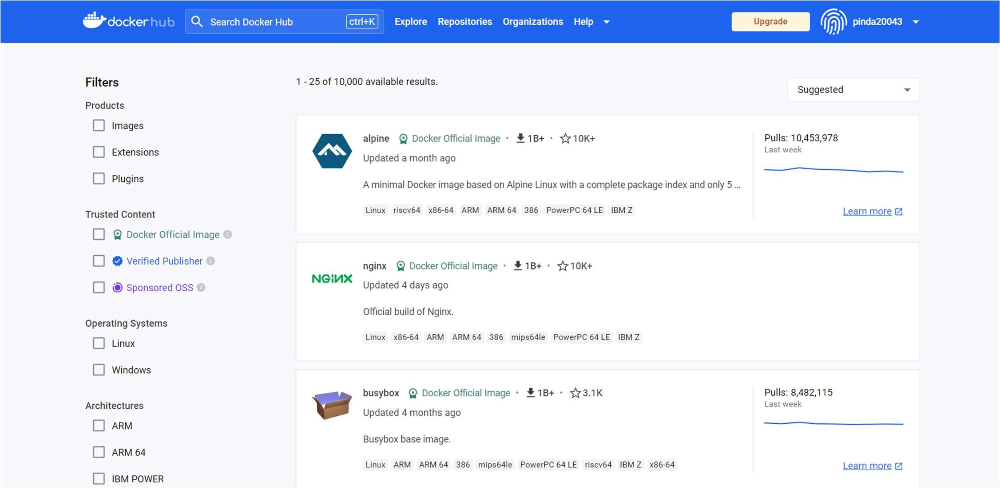 docker hub Search Docker Hub ctrl+K Explore Repositories Organizations Help Upgrade pinda20043
Filters
Products
Images
Extensions
Plugins
Trusted Content
Docker Official Image
Verified Publisher
Sponsored OSS
Operating Systems
Linux
Windows
Architectures
ARM
ARM 64
IBM POWER
1 - 25 of 10,000 available results.
Suggested
alpine Docker Official Image • 1B+ • 10K+
Updated a month ago
A minimal Docker image based on Alpine Linux with a complete package index and only 5 ...
Linux riscv64 x86-64 ARM ARM 64 386 PowerPC 64 LE IBM Z
Pulls: 10,453,978
Last week
Learn more
NGINX
nginx Docker Official Image • 1B+ • 10K+
Updated 4 days ago
Official build of Nginx.
Linux x86-64 ARM ARM 64 386 mips64le PowerPC 64 LE IBM Z
busybox Docker Official Image • 1B+ • 3.1K
Updated 4 months ago
Busybox base image.
Linux ARM ARM 64 386 mips64le PowerPC 64 LE riscv64 IBM Z x86-64
Pulls: 8,482,115
Last week
Learn more